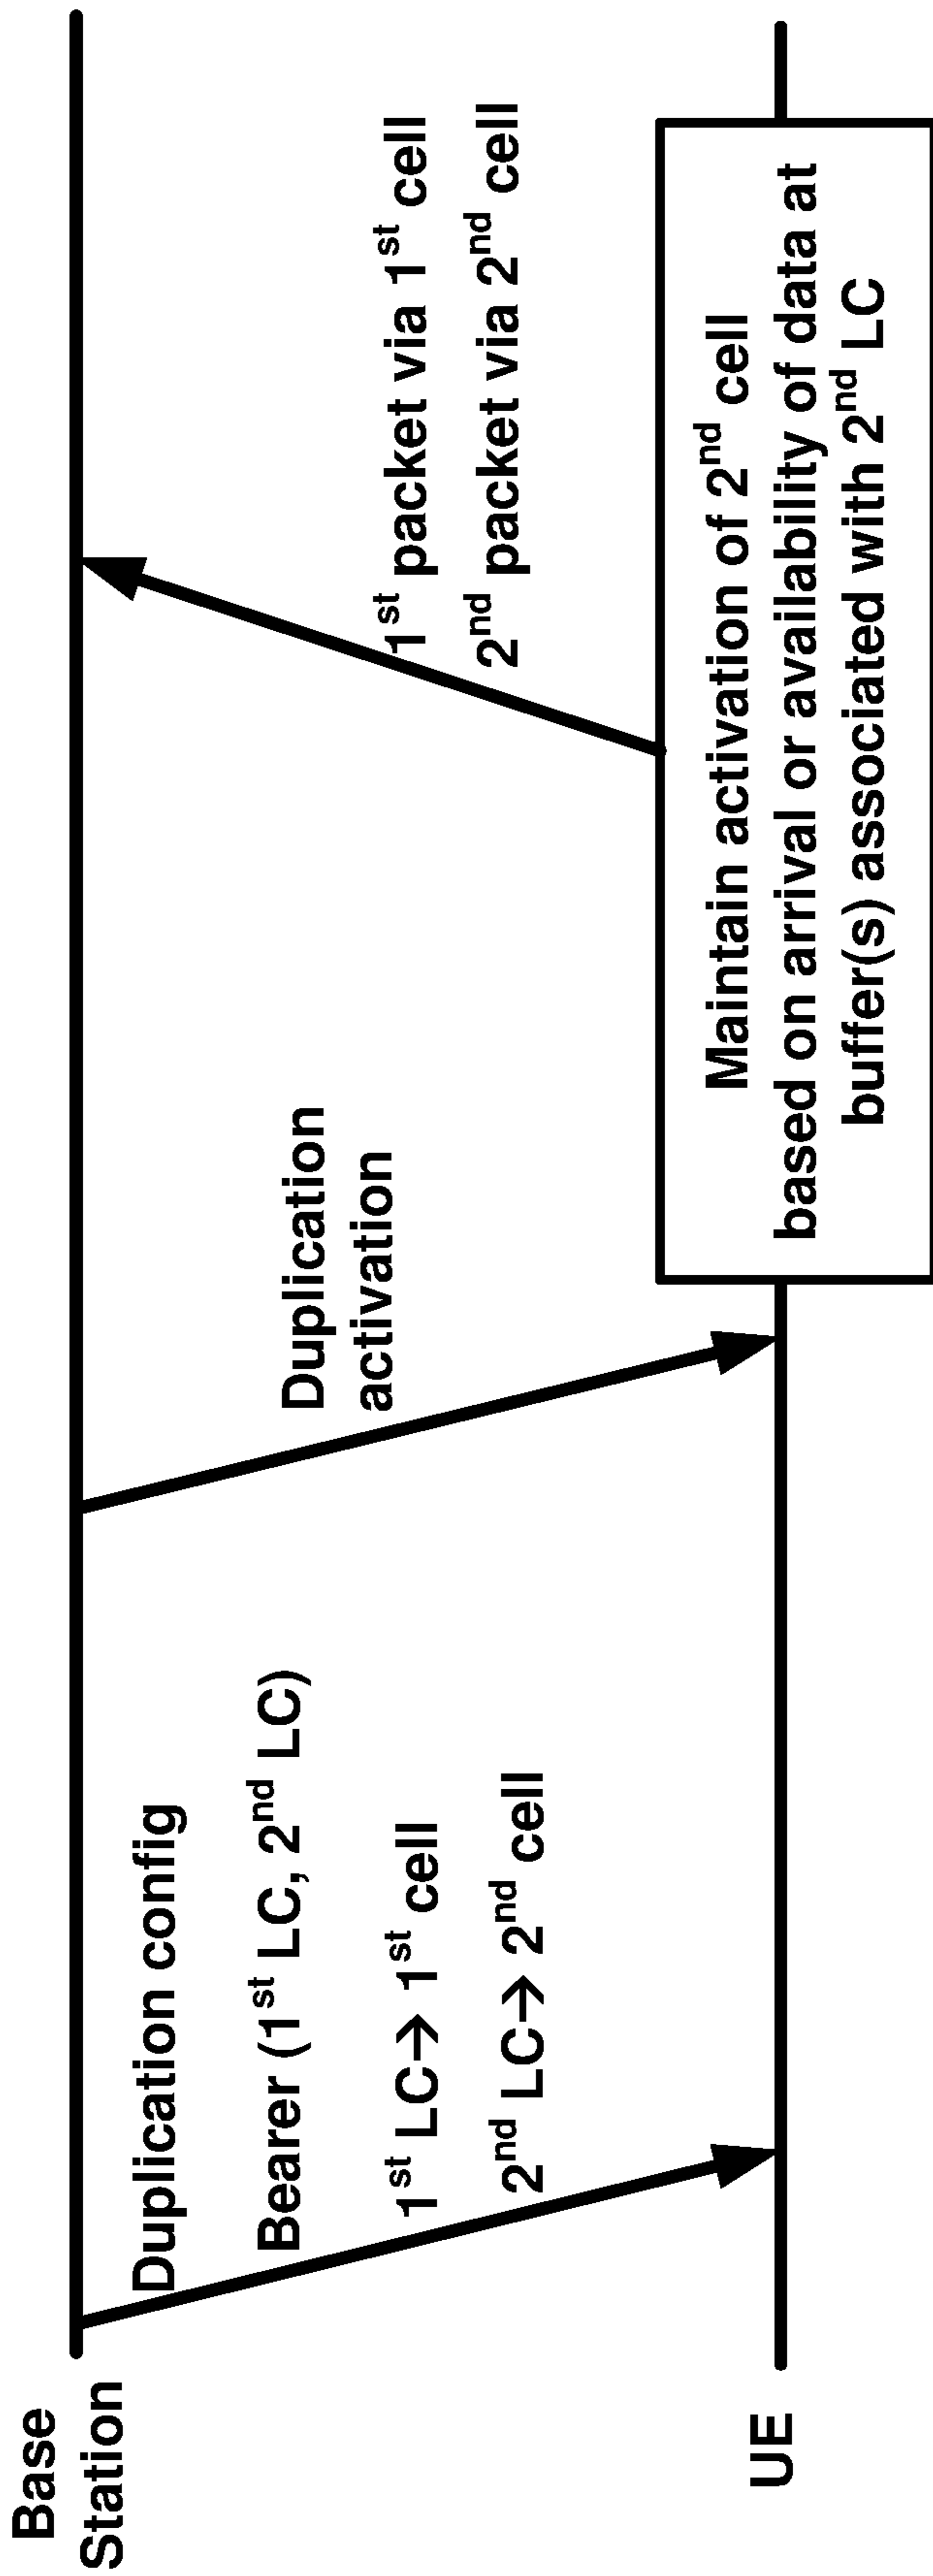 Base
Station
Duplication config
Bearer (1st LC, 2nd LC)
1st LC→ 1st cell
2nd LC→ 2nd cell
Duplication
activation
1st packet via 1st cell
2nd packet via 2nd cell
UE
Maintain activation of 2nd cell
based on arrival or availability of data at
buffer(s) associated with 2nd LC